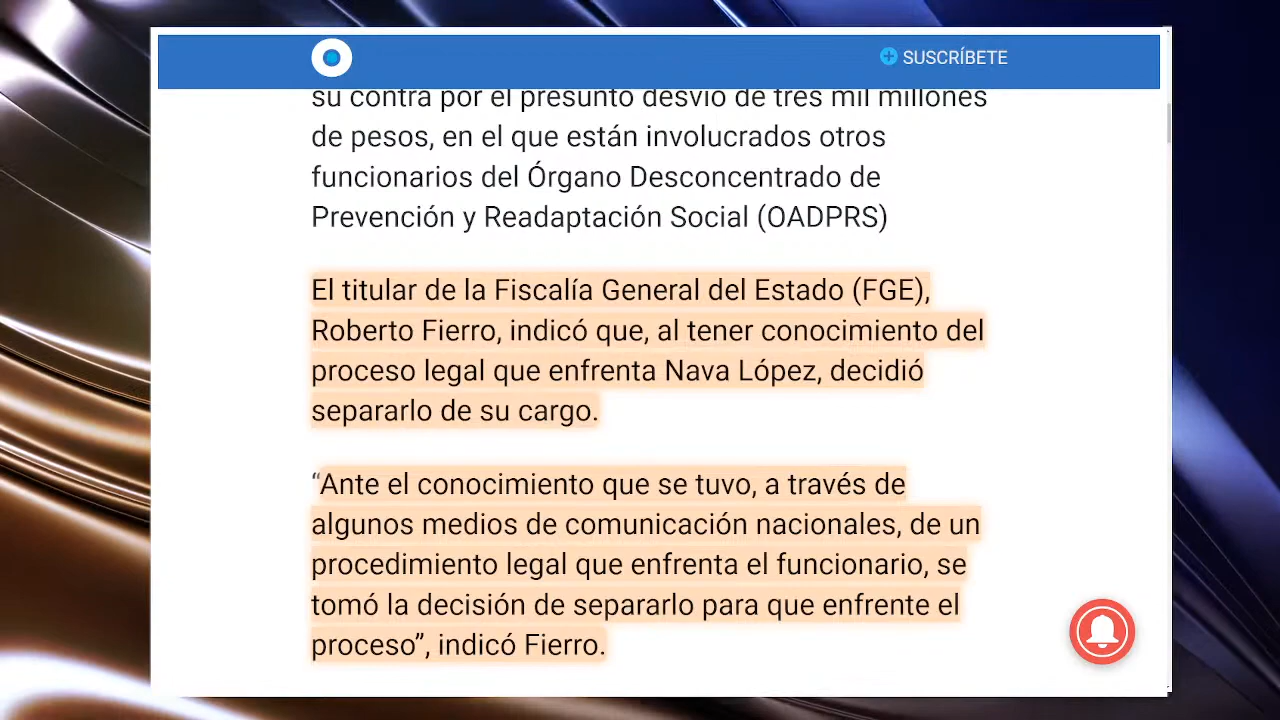 SUSCRÍBETE
su contra por el presunto desvío de tres mil millones
de pesos, en el que están involucrados otros
funcionarios del Órgano Desconcentrado de
Prevención y Readaptación Social (OADPRS)
El titular de la Fiscalía General del Estado (FGE),
Roberto Fierro, indicó que, al tener conocimiento del
proceso legal que enfrenta Nava López, decidió
separarlo de su cargo.
“Ante el conocimiento que se tuvo, a través de
algunos medios de comunicación nacionales, de un
procedimiento legal que enfrenta el funcionario, se
tomó la decisión de separarlo para que enfrente el
proceso”, indicó Fierro.